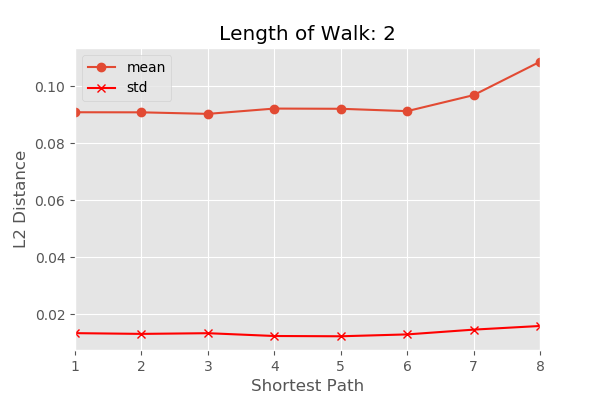 Length of Walk: 2
mean
std
0.10
0.08
0.06
0.04
0.02
L2 Distance
1 2 3 4 5 6 7 8
Shortest Path